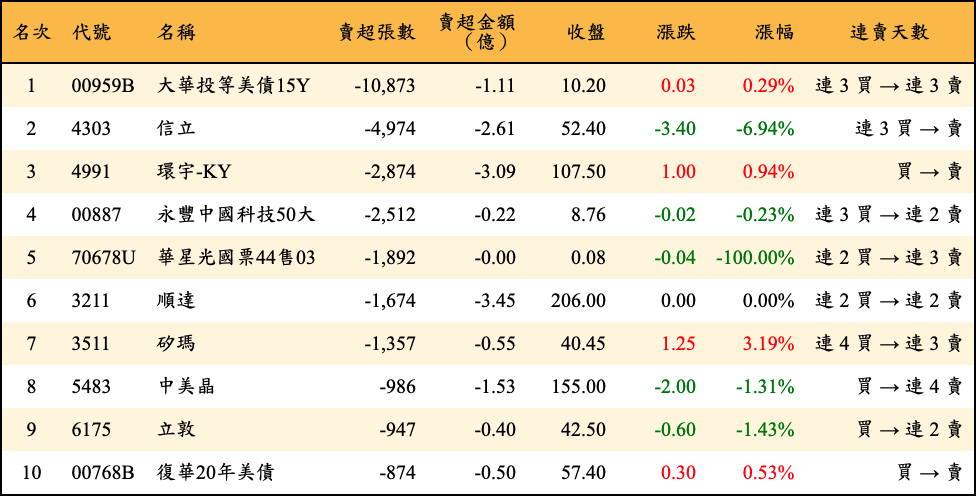 名次 代號 名稱 賣超張數 賣超金額（億） 收盤 漲跌 漲幅 連賣天數
1 00959B 大華投等美債15Y -10,873 -1.11 10.20 0.03 0.29% 連 3 買 → 連 3 賣
2 4303 信立 -4,974 -2.61 52.40 -3.40 -6.94% 連 3 買 → 賣
3 4991 環宇-KY -2,874 -3.09 107.50 1.00 0.94% 買 → 賣
4 00887 永豐中國科技50大 -2,512 -0.22 8.76 -0.02 -0.23% 連 3 買 → 連 2 賣
5 70678U 華星光國票44售03 -1,892 -0.00 0.08 -0.04 -100.00% 連 2 買 → 連 3 賣
6 3211 順達 -1,674 -3.45 206.00 0.00 0.00% 連 2 買 → 連 2 賣
7 3511 矽瑪 -1,357 -0.55 40.45 1.25 3.19% 連 4 買 → 連 3 賣
8 5483 中美晶 -986 -1.53 155.00 -2.00 -1.31% 買 → 連 4 賣
9 6175 立敦 -947 -0.40 42.50 -0.60 -1.43% 買 → 連 2 賣
10 00768B 復華20年美債 -874 -0.50 57.40 0.30 0.53% 買 → 賣